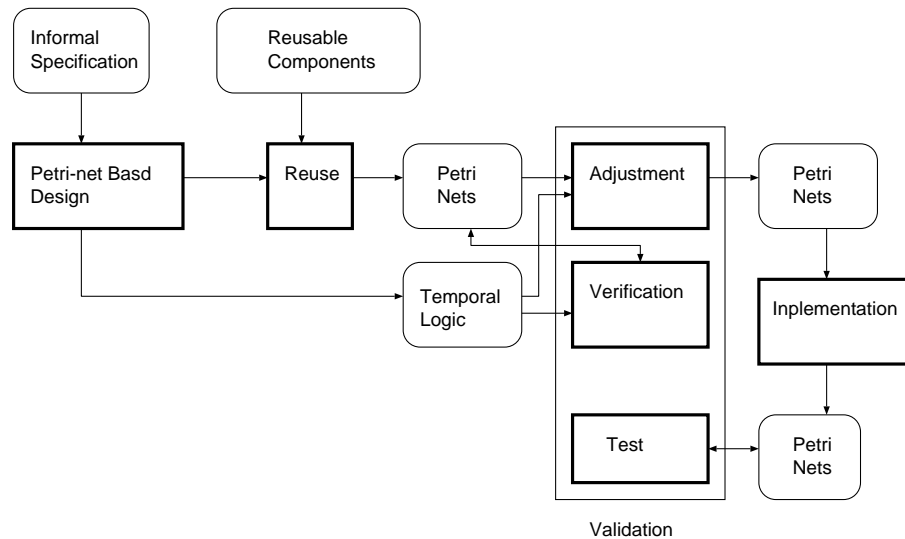 Informal
Specification
Reusable
Components
Petri-net Basd
Design
Reuse
Petri
Nets
Adjustment
Petri
Nets
Temporal
Logic
Verification
Inplementation
Test
Petri
Nets
Validation